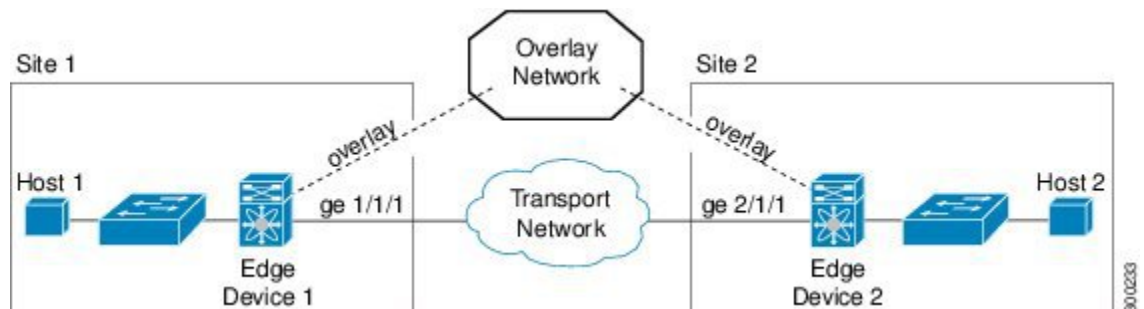 Overlay
Network
Site 1
Site 2
overlay
overlay
Host 1
Host 2
ge 1/1/1
Transport
Network
ge 2/1/1
Edge
Device 1
Edge
Device 2
300233